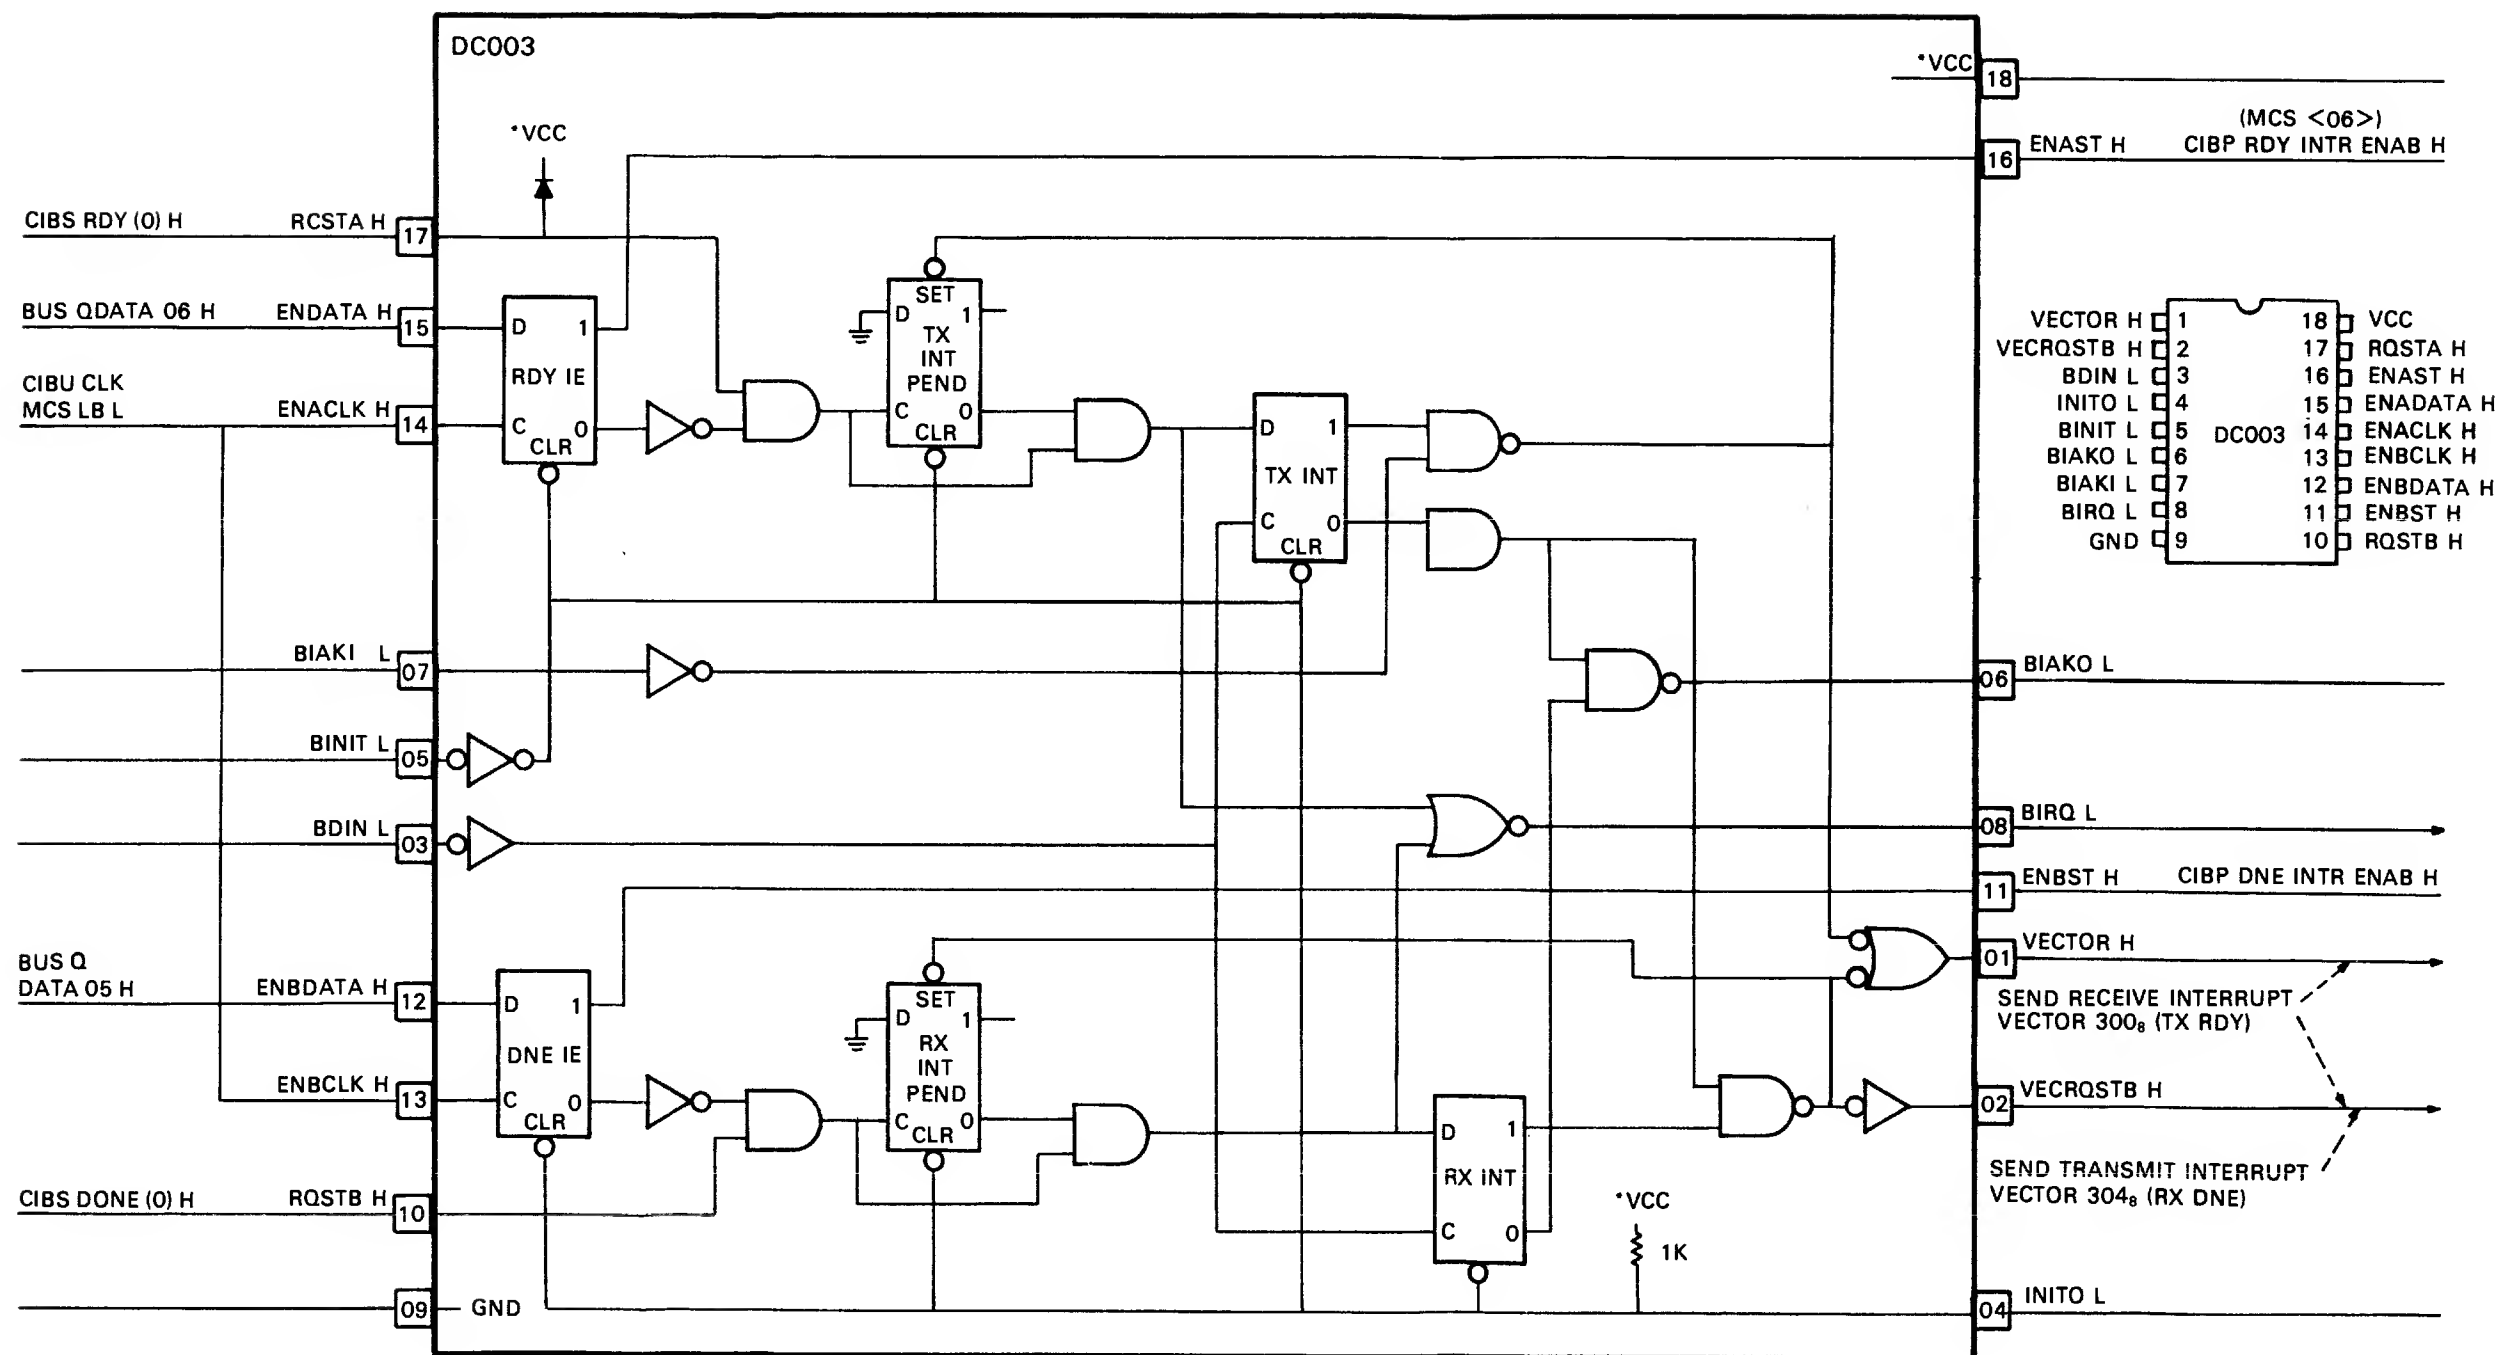 DC003
*VCC
18
(MCS <06>)
16
ENAST H CIBP RDY INTR ENAB H
*VCC
CIBS RDY (0) H RCSTA H
17
BUS QDATA 06 H ENDATA H
15
CIBU CLK
MCS LB L ENACLK H
14
D 1
RDY IE
C 0
CLR
SET
D 1
TX
INT
PEND
C 0
CLR
D 1
TX INT
C 0
CLR
VECTOR H 1 18 VCC
VECRQSTB H 2 17 RQSTA H
BDIN L 3 16 ENAST H
INITO L 4 15 ENADATA H
BINIT L 5 DC003 14 ENACLK H
BIAKO L 6 13 ENBCLK H
BIAKI L 7 12 ENBDATA H
BIRQ L 8 11 ENBST H
GND 9 10 RQSTB H
BIAKI L
07
06
BIAKO L
BINIT L
05
BDIN L
03
08
BIRQ L
11
ENBST H CIBP DNE INTR ENAB H
01
VECTOR H
BUS Q
DATA 05 H ENBDATA H
12
D 1
DNE IE
C 0
CLR
ENBCLK H
13
SET
D 1
RX
INT
PEND
C 0
CLR
SEND RECEIVE INTERRUPT
VECTOR 300₈ (TX RDY)
02
VECRQSTB H
D 1
RX INT
C 0
SEND TRANSMIT INTERRUPT
VECTOR 304₈ (RX DNE)
CIBS DONE (0) H RQSTB H
10
*VCC
1K
09
GND
04
INITO L